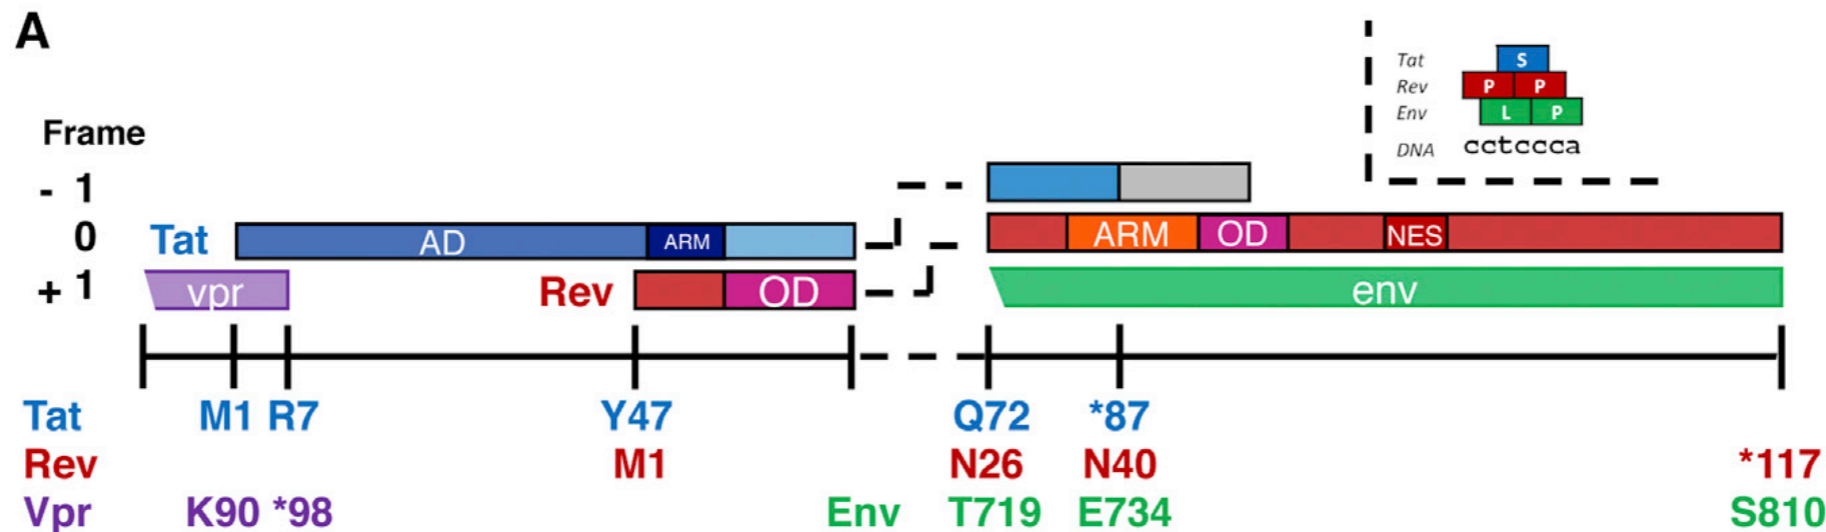 A
Tat S
Rev P P
Env L P
DNA cctccca
Frame
- 1
0 Tat AD ARM ARM OD NES
+ 1 vpr Rev OD env
Tat M1 R7 Y47 Q72 *87
Rev M1 N26 N40 *117
Vpr K90 *98 Env T719 E734 S810